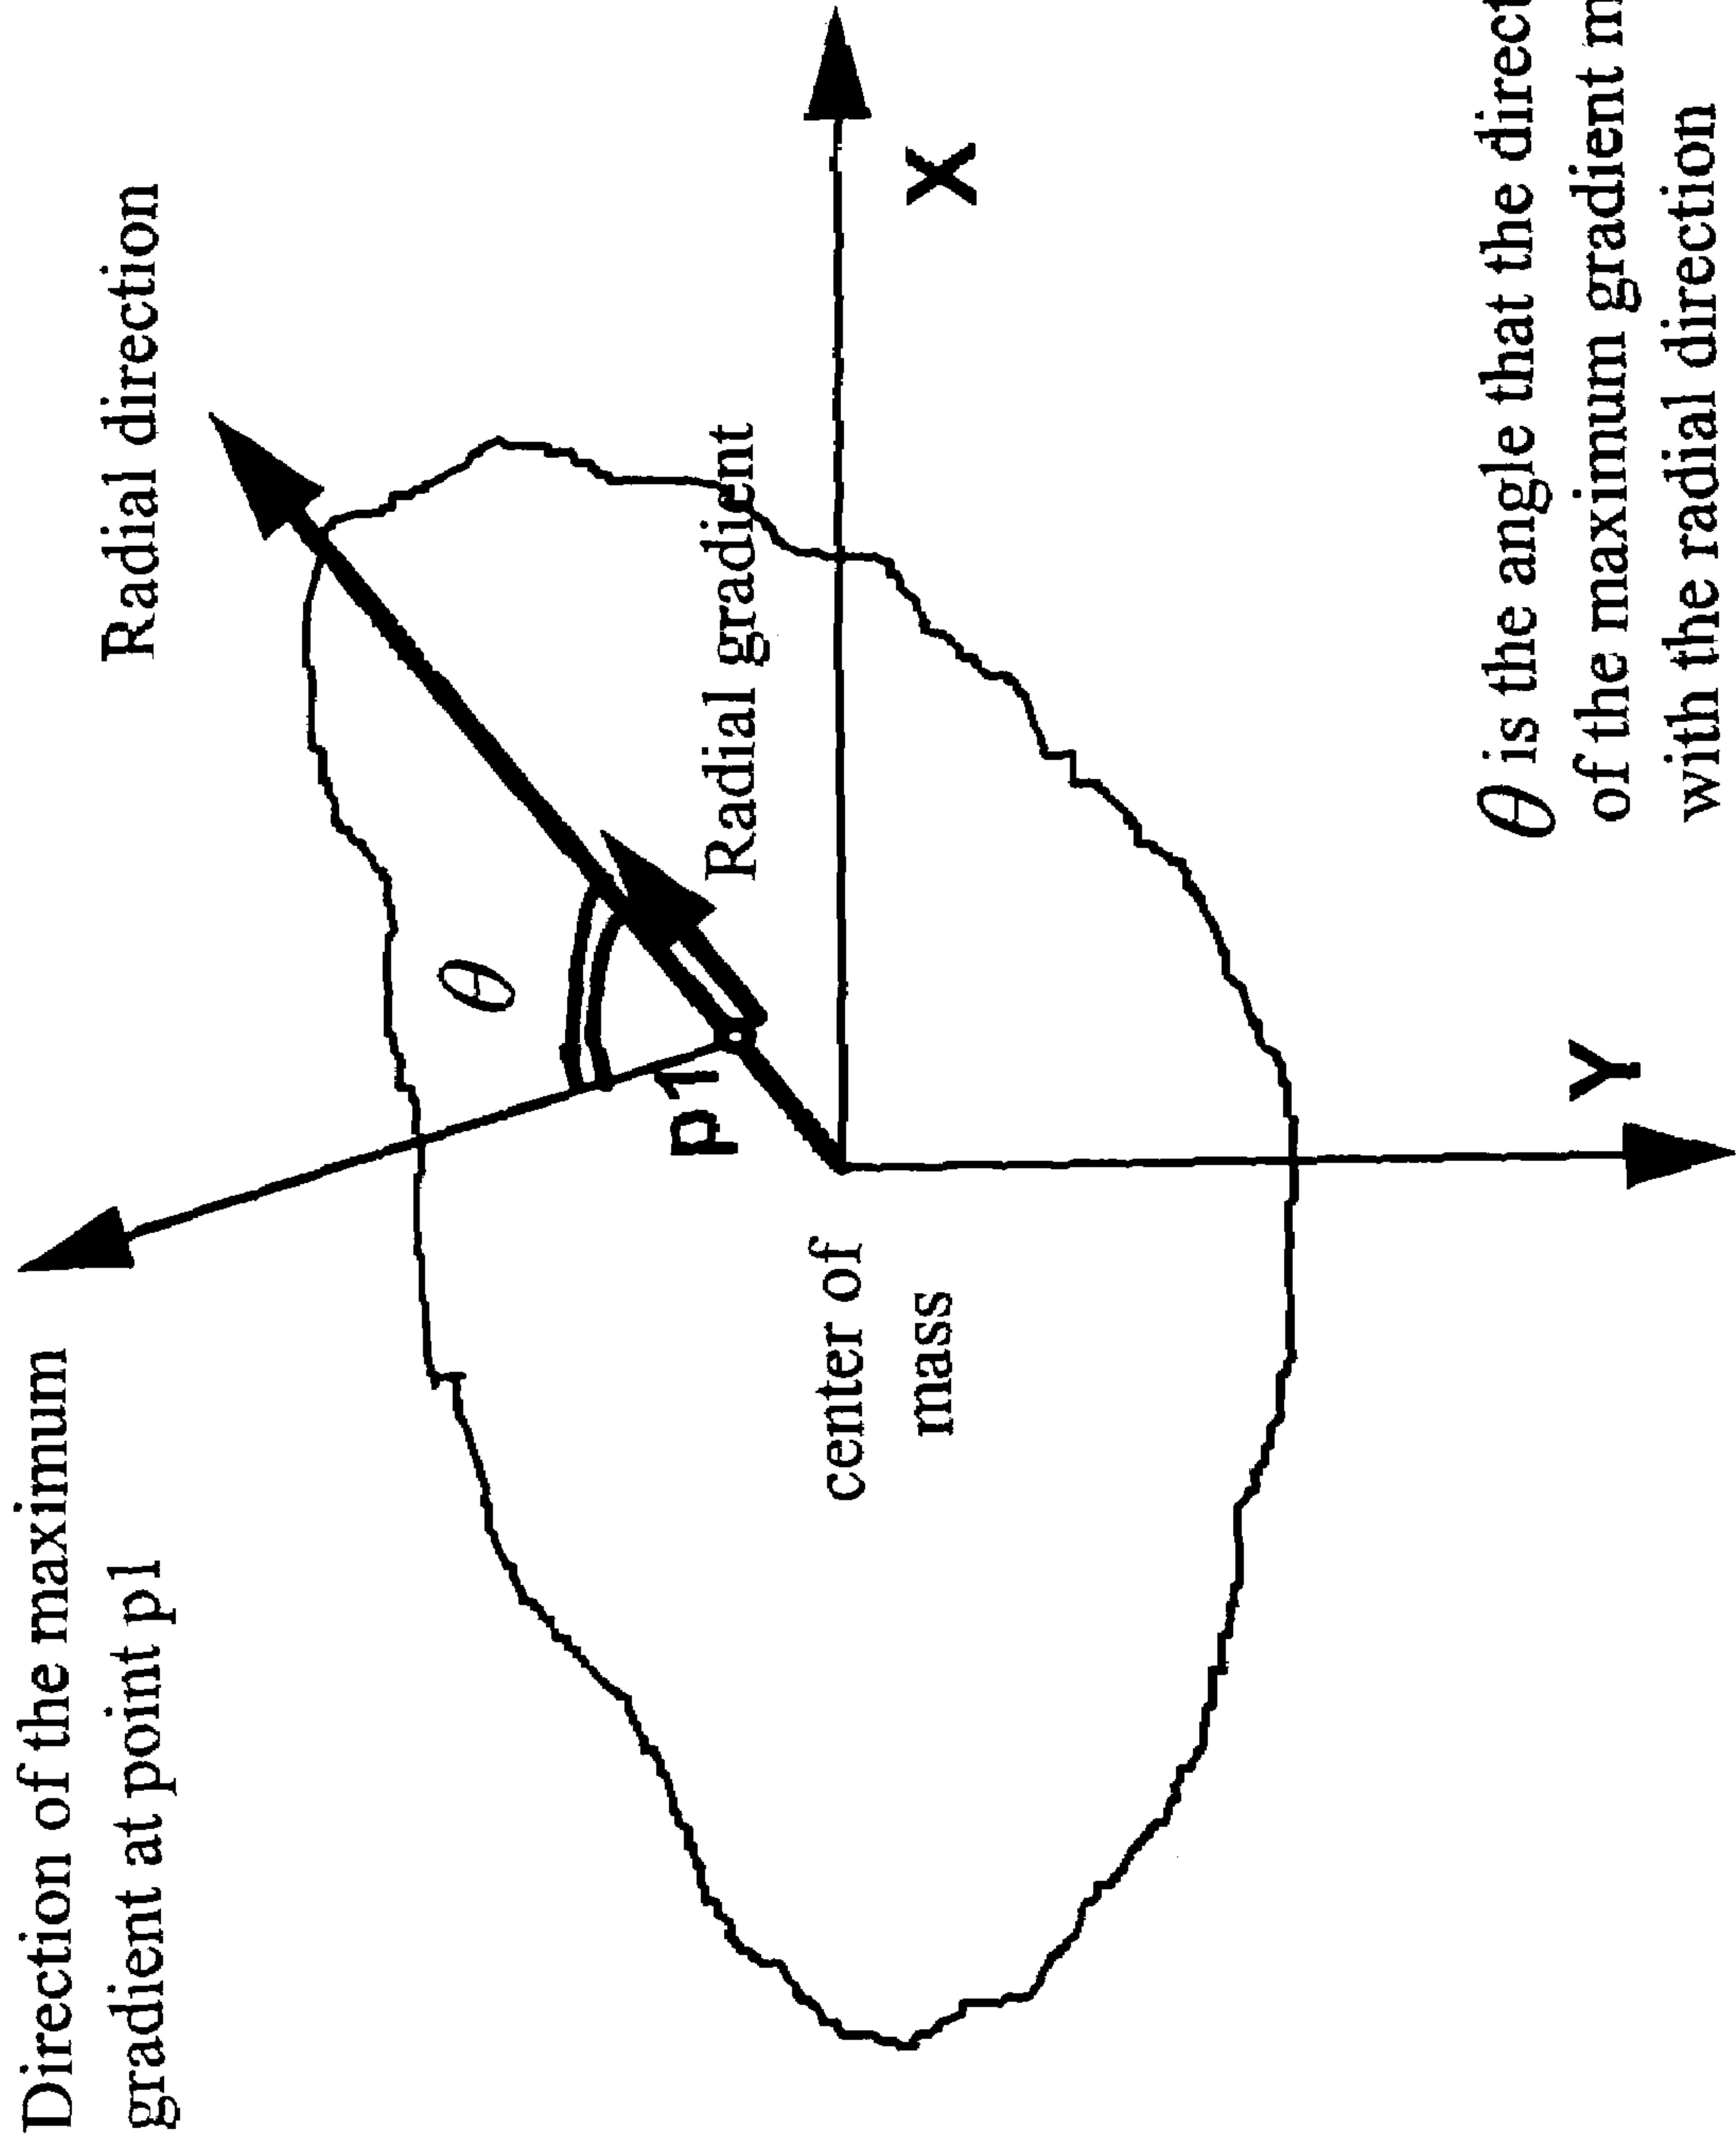 Direction of the maximum
gradient at point p1
Radial direction
θ
p1
Radial gradient
center of
mass
X
Y
θ is the angle that the direct
of the maximum gradient m
with the radial direction